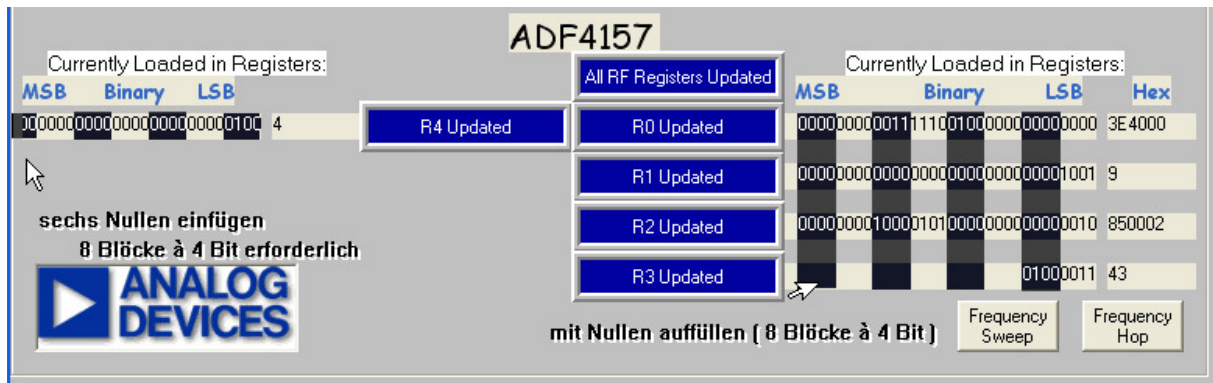 ADF4157
Currently Loaded in Registers:
MSB Binary LSB
00000000000000000000000100 4
R4 Updated
All RF Registers Updated
R0 Updated
R1 Updated
R2 Updated
R3 Updated
Currently Loaded in Registers:
MSB Binary LSB Hex
00000000001111100100000000000000 3E4000
00000000000000000000000000001001 9
00000000100001010000000000000010 850002
01000011 43
sechs Nullen einfügen
8 Blöcke à 4 Bit erforderlich
ANALOG
DEVICES
mit Nullen auffüllen ( 8 Blöcke à 4 Bit )
Frequency
Sweep
Frequency
Hop